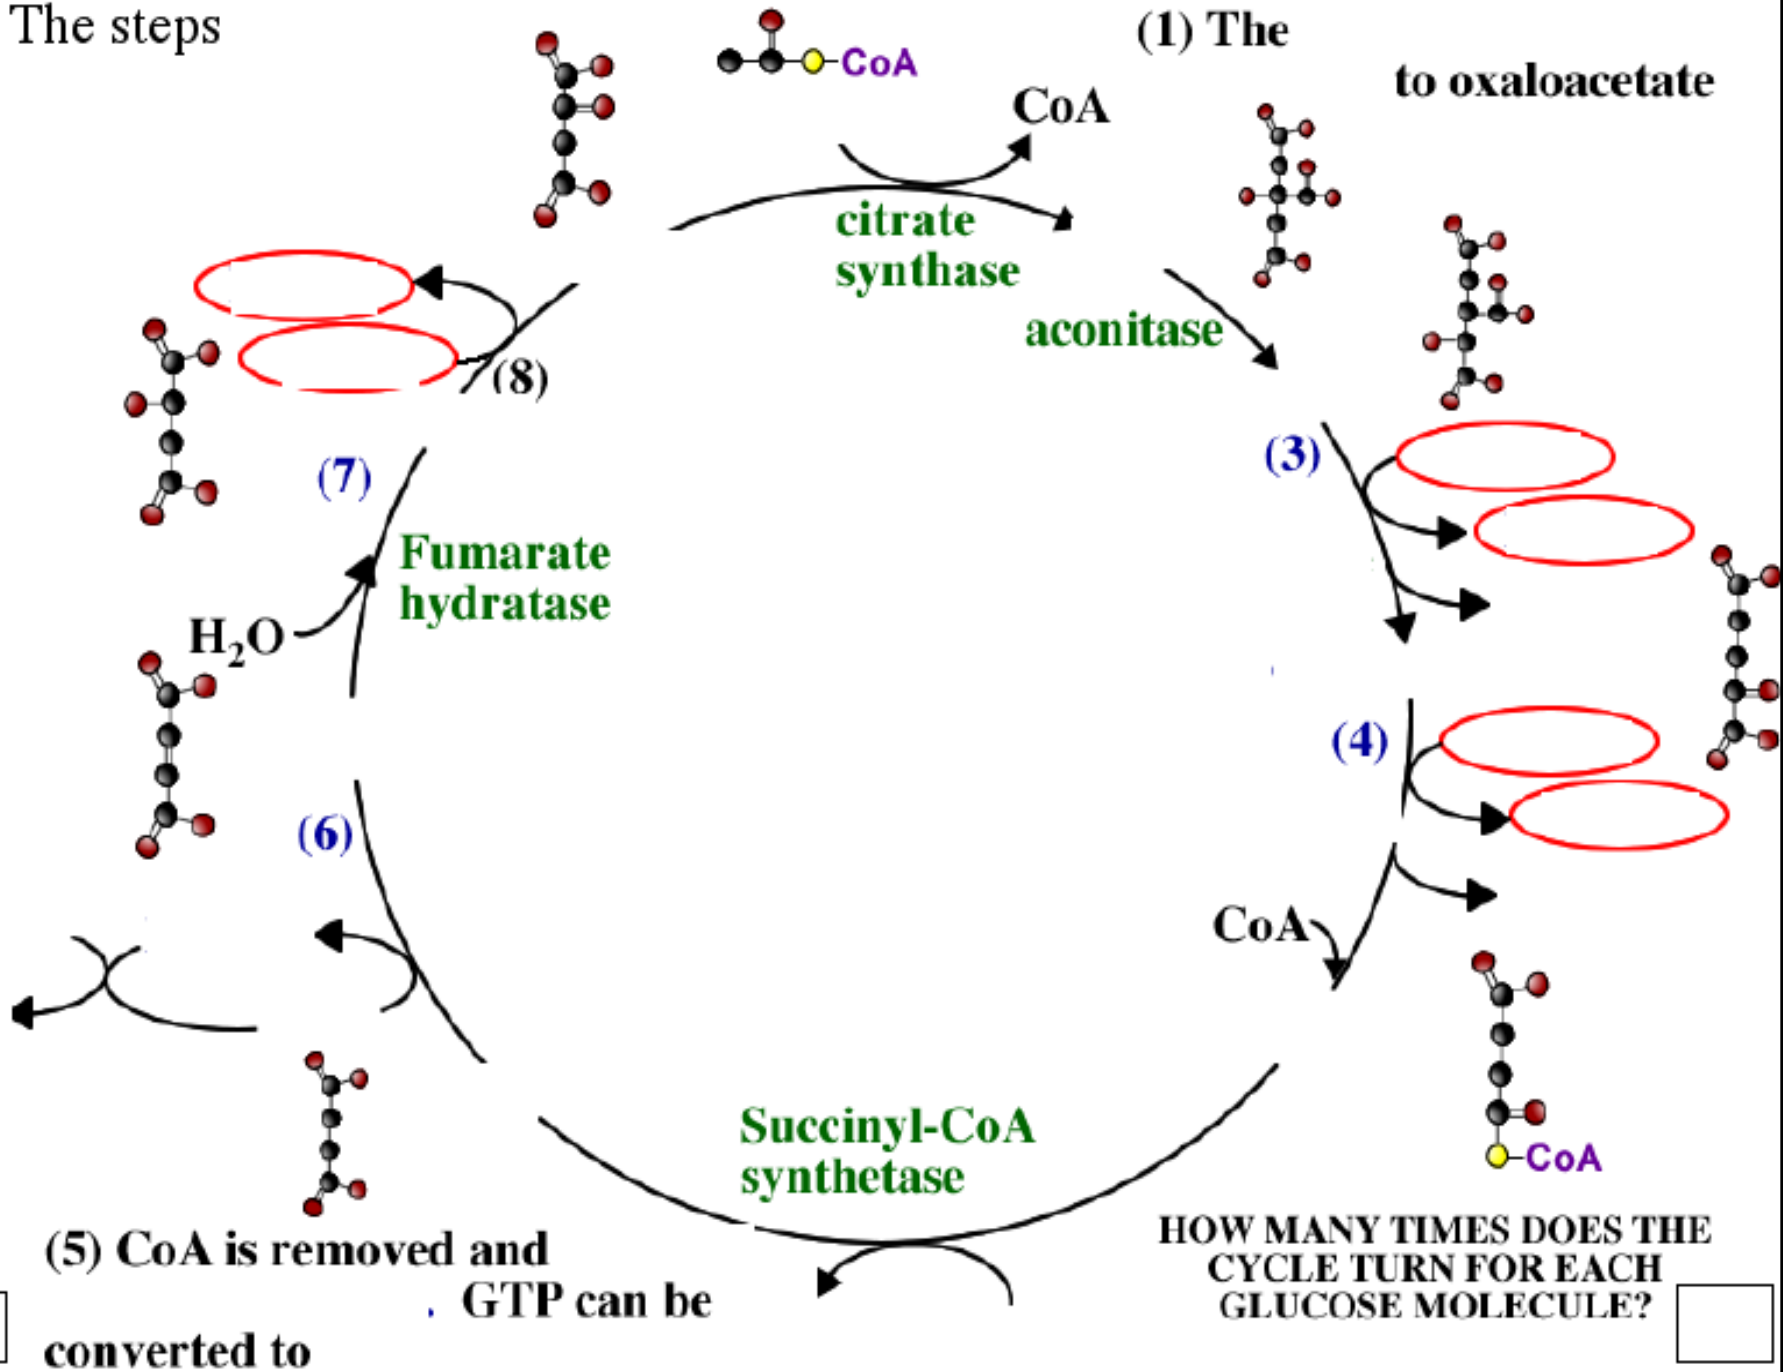 The steps
(1) The
to oxaloacetate
CoA
CoA
citrate
synthase
aconitase
(8)
(3)
(7)
Fumarate
hydratase
H₂O
(4)
(6)
CoA
CoA
Succinyl-CoA
synthetase
(5) CoA is removed and
. GTP can be
converted to
HOW MANY TIMES DOES THE
CYCLE TURN FOR EACH
GLUCOSE MOLECULE?